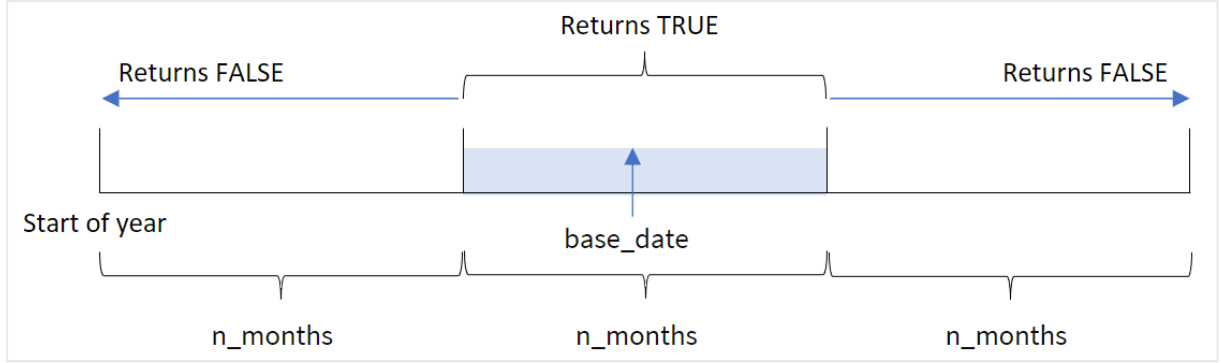 Returns TRUE
Returns FALSE
Returns FALSE
Start of year
base_date
n_months
n_months
n_months